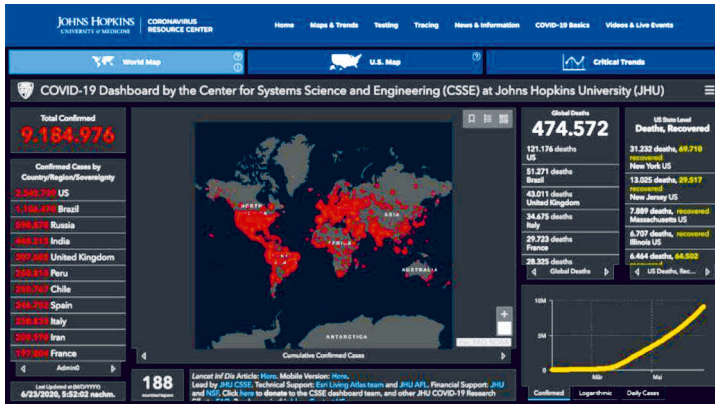 JOHNS HOPKINS
UNIVERSITY of MEDICINE
CORONAVIRUS
RESOURCE CENTER
Home
Maps & Trends
Testing
Tracing
News & Information
COVID-19 Basics
Videos & Live Events
World Map
U.S. Map
Critical Trends
COVID-19 Dashboard by the Center for Systems Science and Engineering (CSSE) at Johns Hopkins University (JHU)
Total Confirmed
9.184.976
Confirmed Cases by
Country/Region/Sovereignty
US
Brazil
Russia
India
United Kingdom
Peru
Chile
Spain
Italy
Iran
France
Admin0
Last Updated at (M/D/YYYY)
6/23/2020, 5:52:02 nachm.
NORTH
ASIA
AFRICA
AUSTRALIA
ANTARCTICA
Cumulative Confirmed Cases
188
Lancet Inf Dis Article: Here. Mobile Version: Here.
Lead by JHU CSSE. Technical Support: Esri Living Atlas team and JHU APL. Financial Support: JHU
and NSF. Click here to donate to the CSSE dashboard team, and other JHU COVID-19 Research
Global Deaths
474.572
121.176 deaths
US
51.271 deaths
Brazil
43.011 deaths
United Kingdom
34.675 deaths
Italy
29.723 deaths
France
28.325 deaths
Global Deaths
US State Level
Deaths, Recovered
31.232 deaths, 69.710
recovered
New York US
13.025 deaths, 29.517
recovered
New Jersey US
7.889 deaths, recovered
Massachusetts US
6.707 deaths, recovered
Illinois US
6.464 deaths, 64.502
US Deaths, Rec...
10M
5M
0
Mär
Mai
Confirmed
Logarithmic
Daily Cases